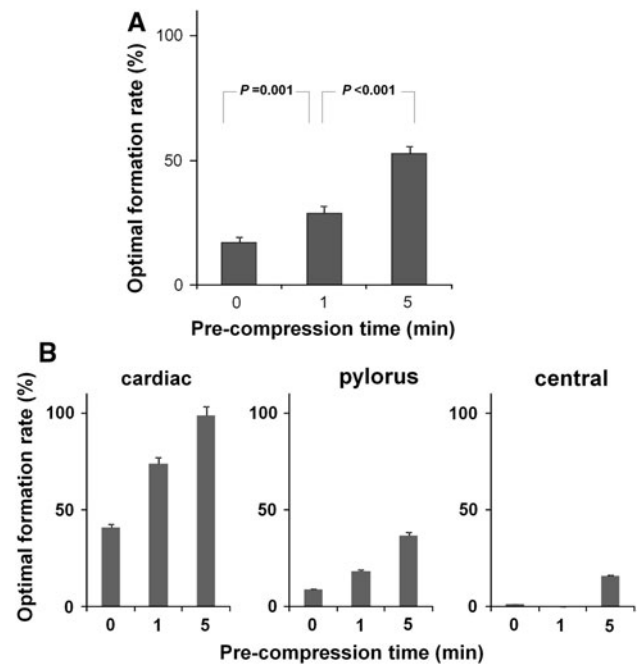 A
Optimal formation rate (%)
100
50
0
P =0.001
P <0.001
0 1 5
Pre-compression time (min)
B
cardiac pylorus central
Optimal formation rate (%)
100 100 100
50 50 50
0 0 0
0 1 5 0 1 5 0 1 5
Pre-compression time (min)